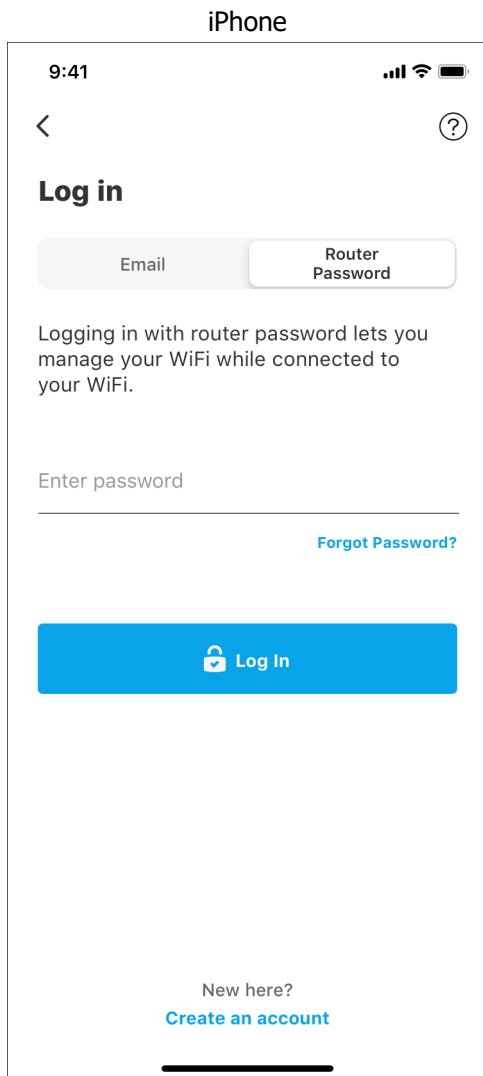 iPhone
9:41
?
Log in
Email
Router
Password
Logging in with router password lets you
manage your WiFi while connected to
your WiFi.
Enter password
Forgot Password?
Log In
New here?
Create an account